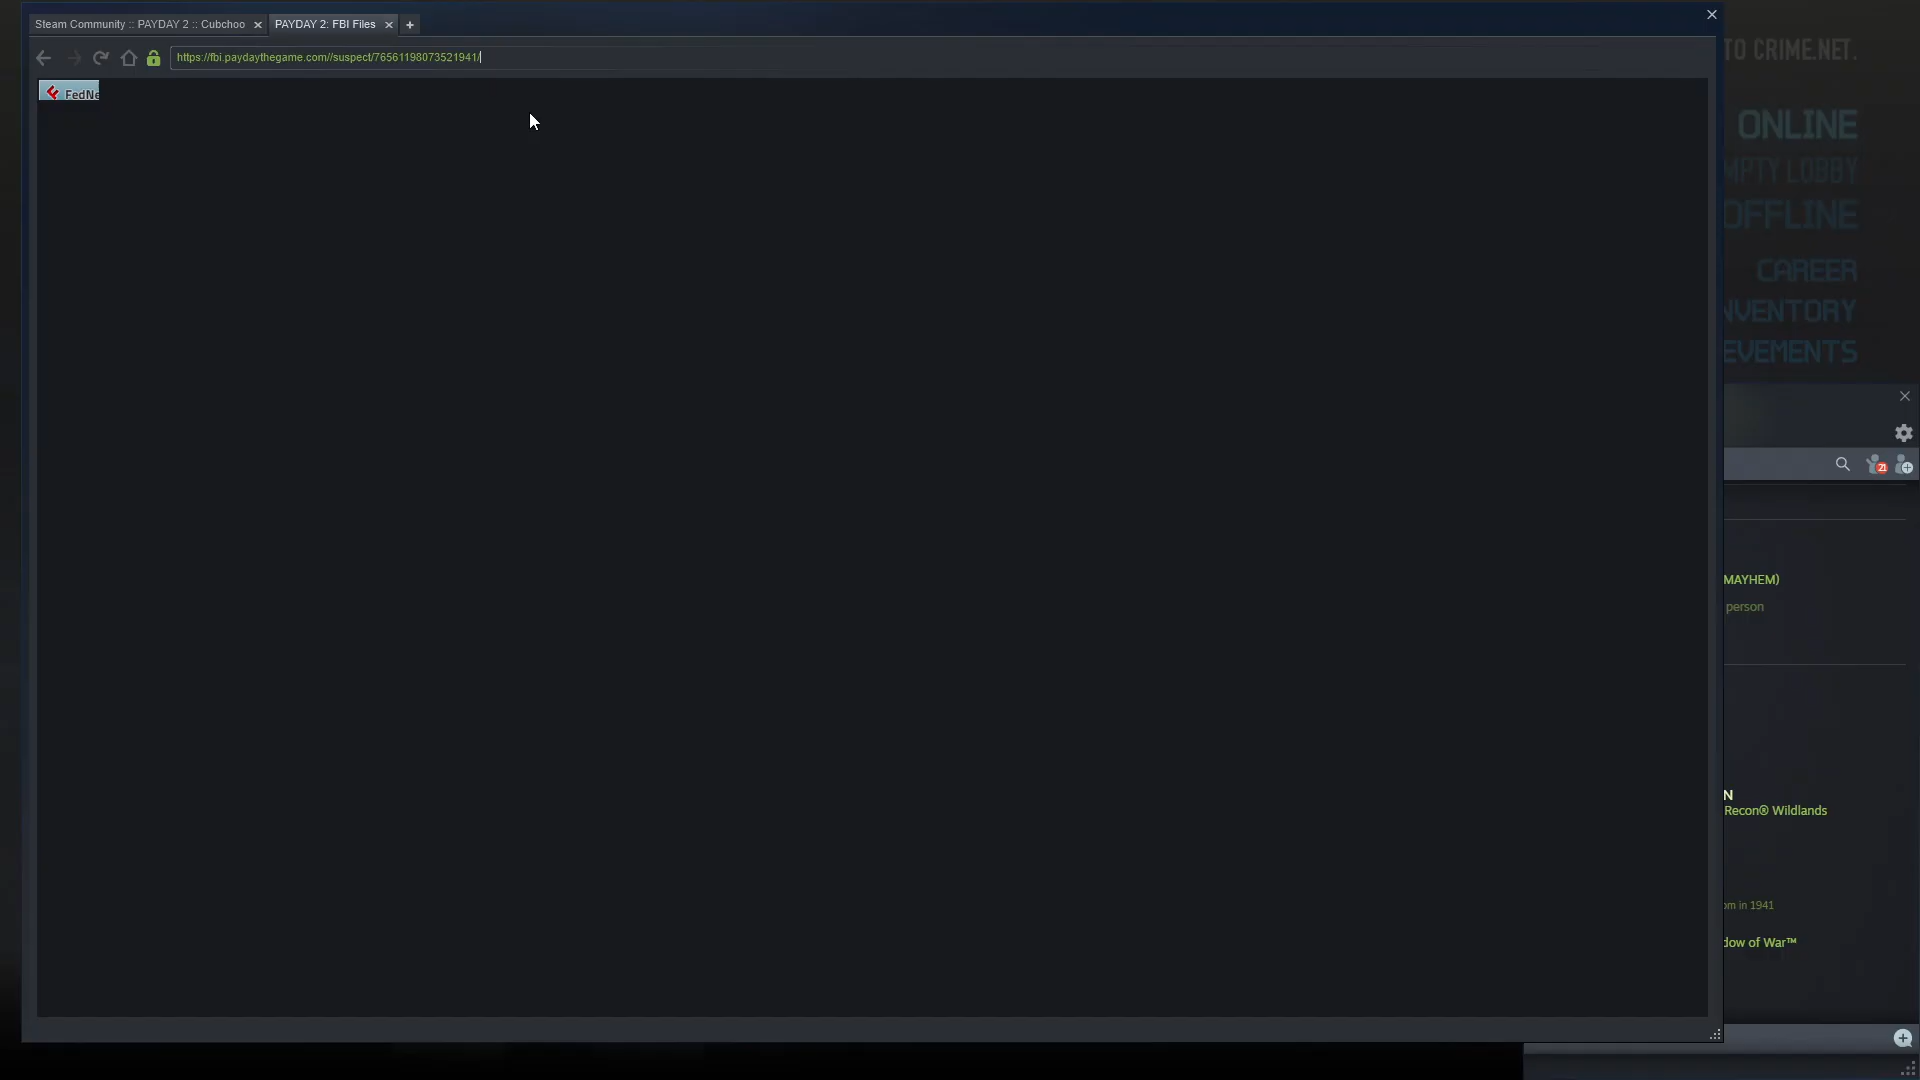 Steam Community :: PAYDAY 2 :: Cubchoo
PAYDAY 2: FBI Files
https://fbi.paydaythegame.com//suspect/76561198073521941/
FedNe
TO CRIME.NET.
ONLINE
MPTY LOBBY
OFFLINE
CAREER
NVENTORY
EVEMENTS
21
MAYHEM)
person
N
Recon® Wildlands
om in 1941
dow of War™